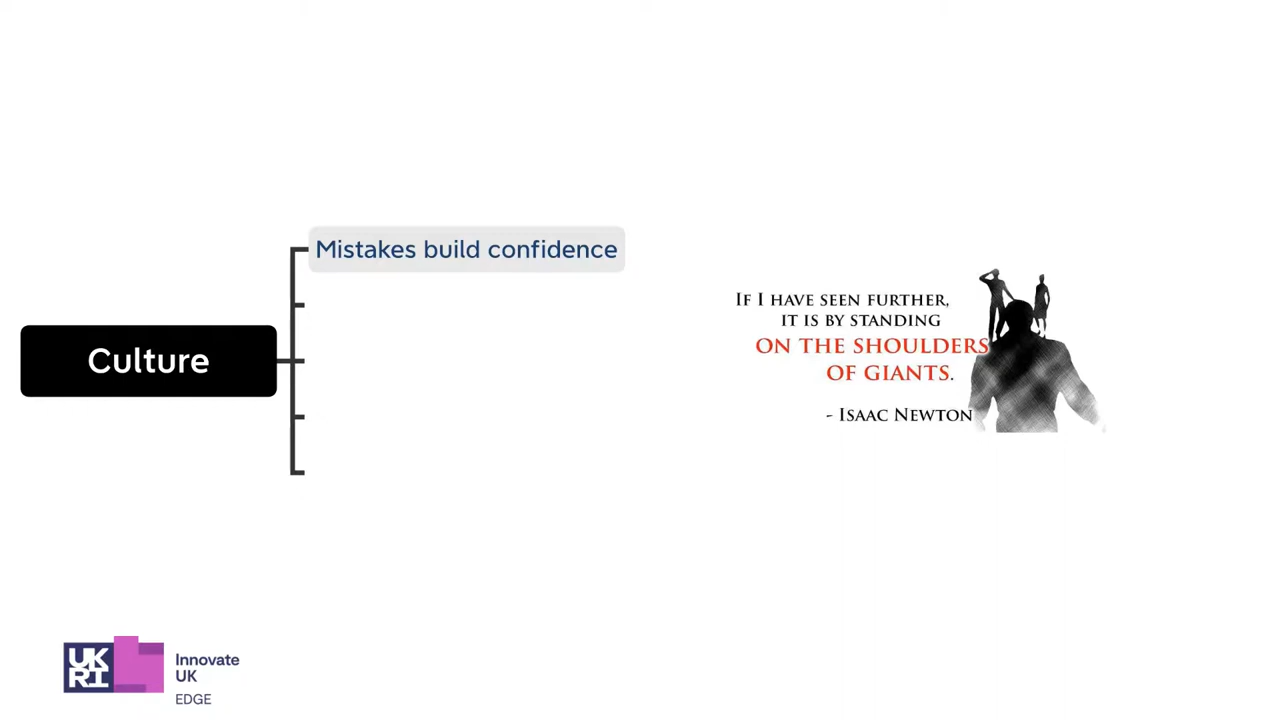 Mistakes build confidence
Culture
If I have seen further,
it is by standing
on the shoulders
of giants.
- Isaac Newton
UK
RI
Innovate
UK
EDGE